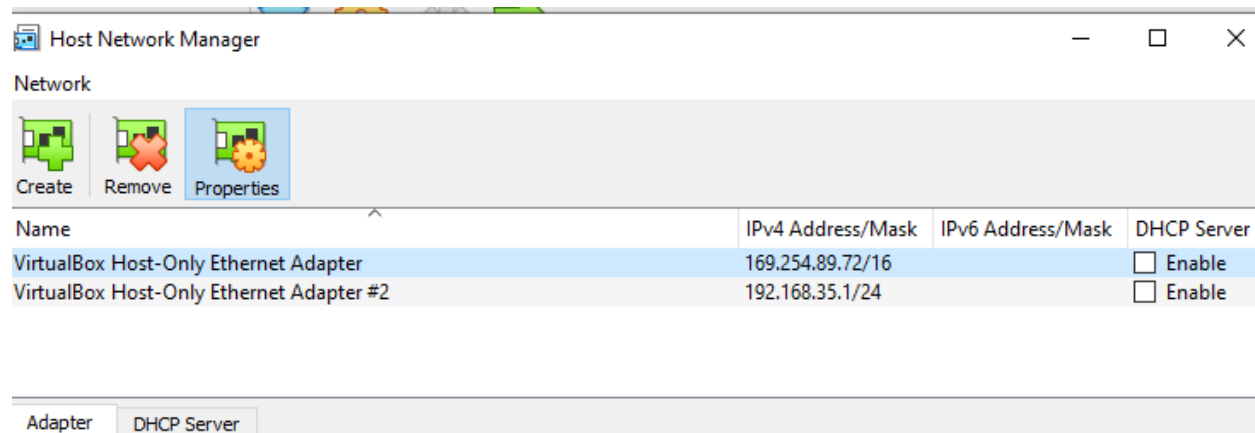 Host Network Manager
Network
Create Remove Properties
Name IPv4 Address/Mask IPv6 Address/Mask DHCP Server
VirtualBox Host-Only Ethernet Adapter 169.254.89.72/16 Enable
VirtualBox Host-Only Ethernet Adapter #2 192.168.35.1/24 Enable
Adapter DHCP Server